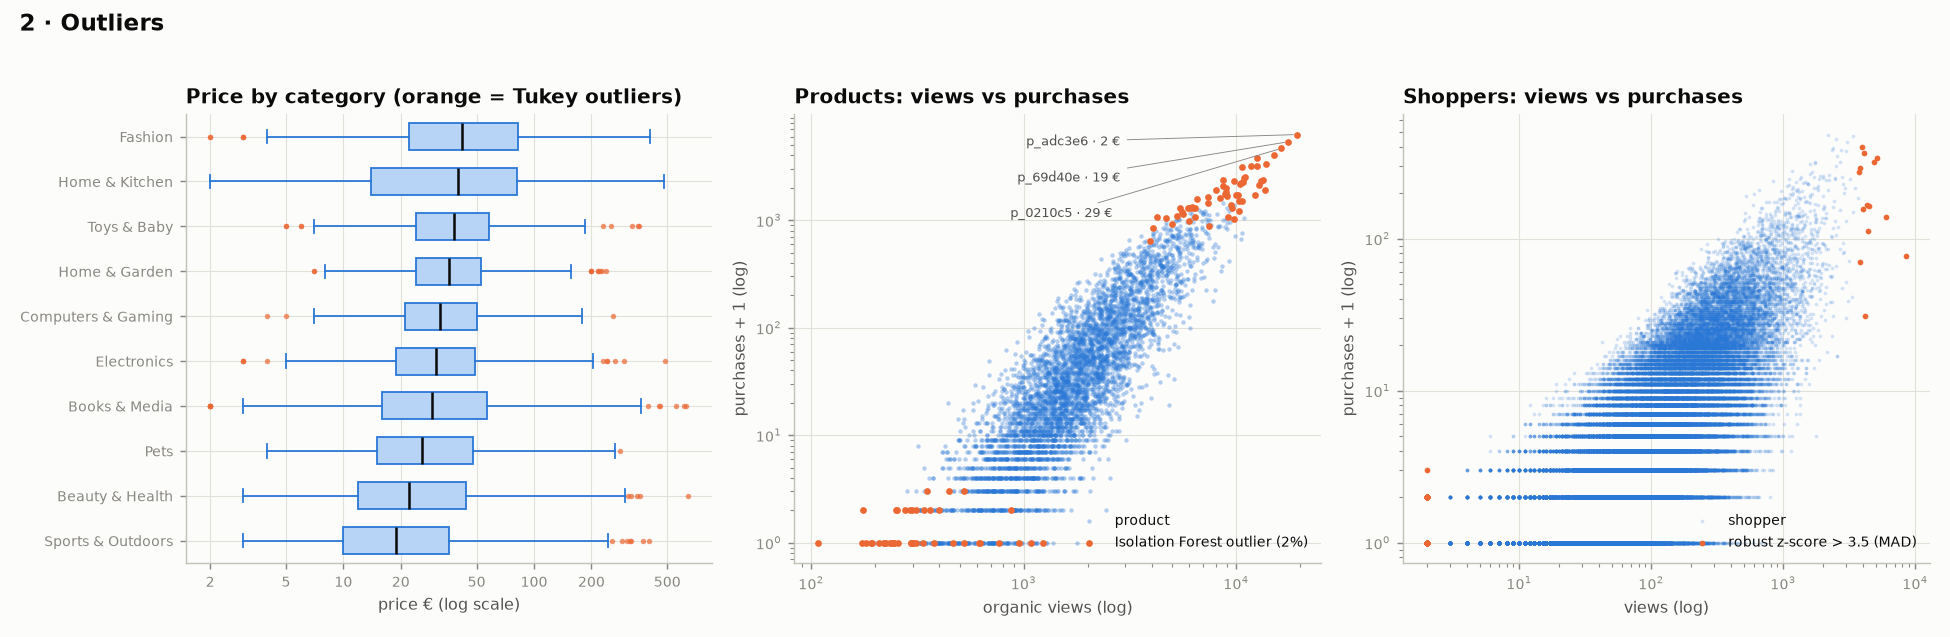 2 · Outliers
Price by category (orange = Tukey outliers)
Fashion
Home & Kitchen
Toys & Baby
Home & Garden
Computers & Gaming
Electronics
Books & Media
Pets
Beauty & Health
Sports & Outdoors
2 5 10 20 50 100 200 500
price € (log scale)
Products: views vs purchases
purchases + 1 (log)
10³
10²
10¹
10⁰
p_adc3e6 · 2 €
p_69d40e · 19 €
p_0210c5 · 29 €
product
Isolation Forest outlier (2%)
10² 10³ 10⁴
organic views (log)
Shoppers: views vs purchases
purchases + 1 (log)
10²
10¹
10⁰
shopper
robust z-score > 3.5 (MAD)
10¹ 10² 10³ 10⁴
views (log)